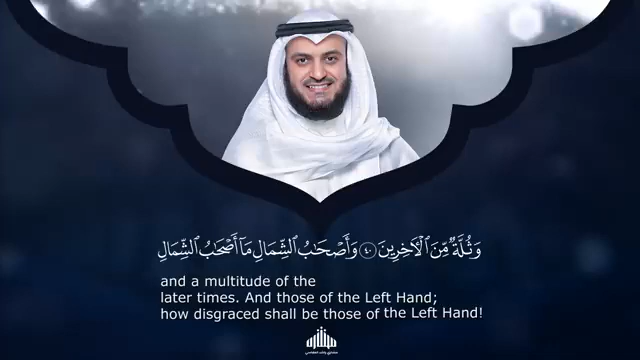 وَثُلَّةٌ مِّنَ الْآخِرِينَ ٤٠ وَأَصْحَابُ الشِّمَالِ مَا أَصْحَابُ الشِّمَالِ
and a multitude of the
later times. And those of the Left Hand;
how disgraced shall be those of the Left Hand!